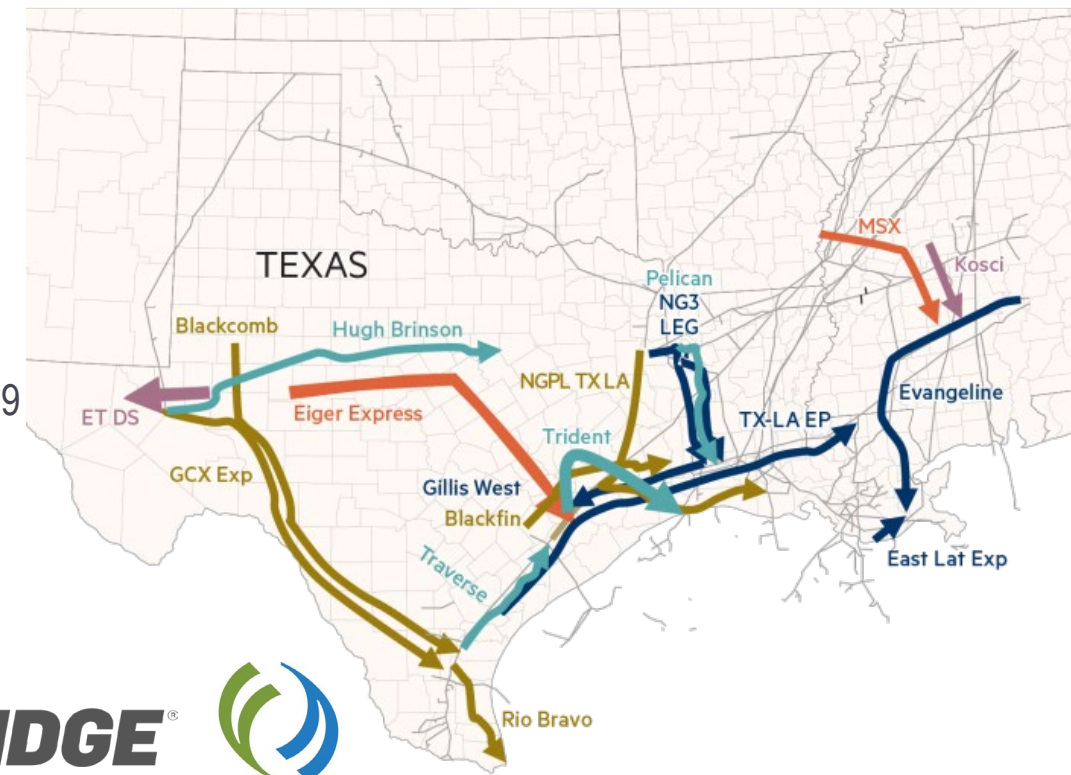 MSX
Kosci
TEXAS
Pelican
NG3
LEG
Blackcomb
Hugh Brinson
NGPL TX LA
Evangeline
9
ET DS
Eiger Express
TX-LA EP
Trident
GCX Exp
Gillis West
Blackfin
East Lat Exp
Traverse
Rio Bravo
IDGE®